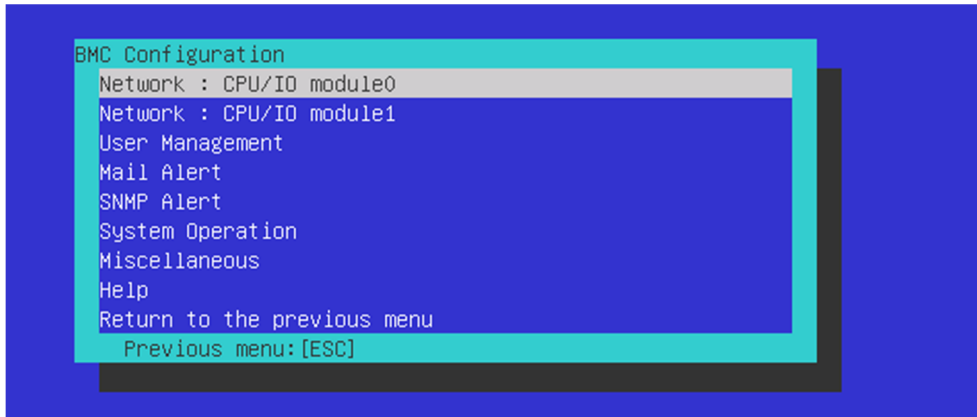 BMC Configuration
Network : CPU/IO module0
Network : CPU/IO module1
User Management
Mail Alert
SNMP Alert
System Operation
Miscellaneous
Help
Return to the previous menu
Previous menu:[ESC]